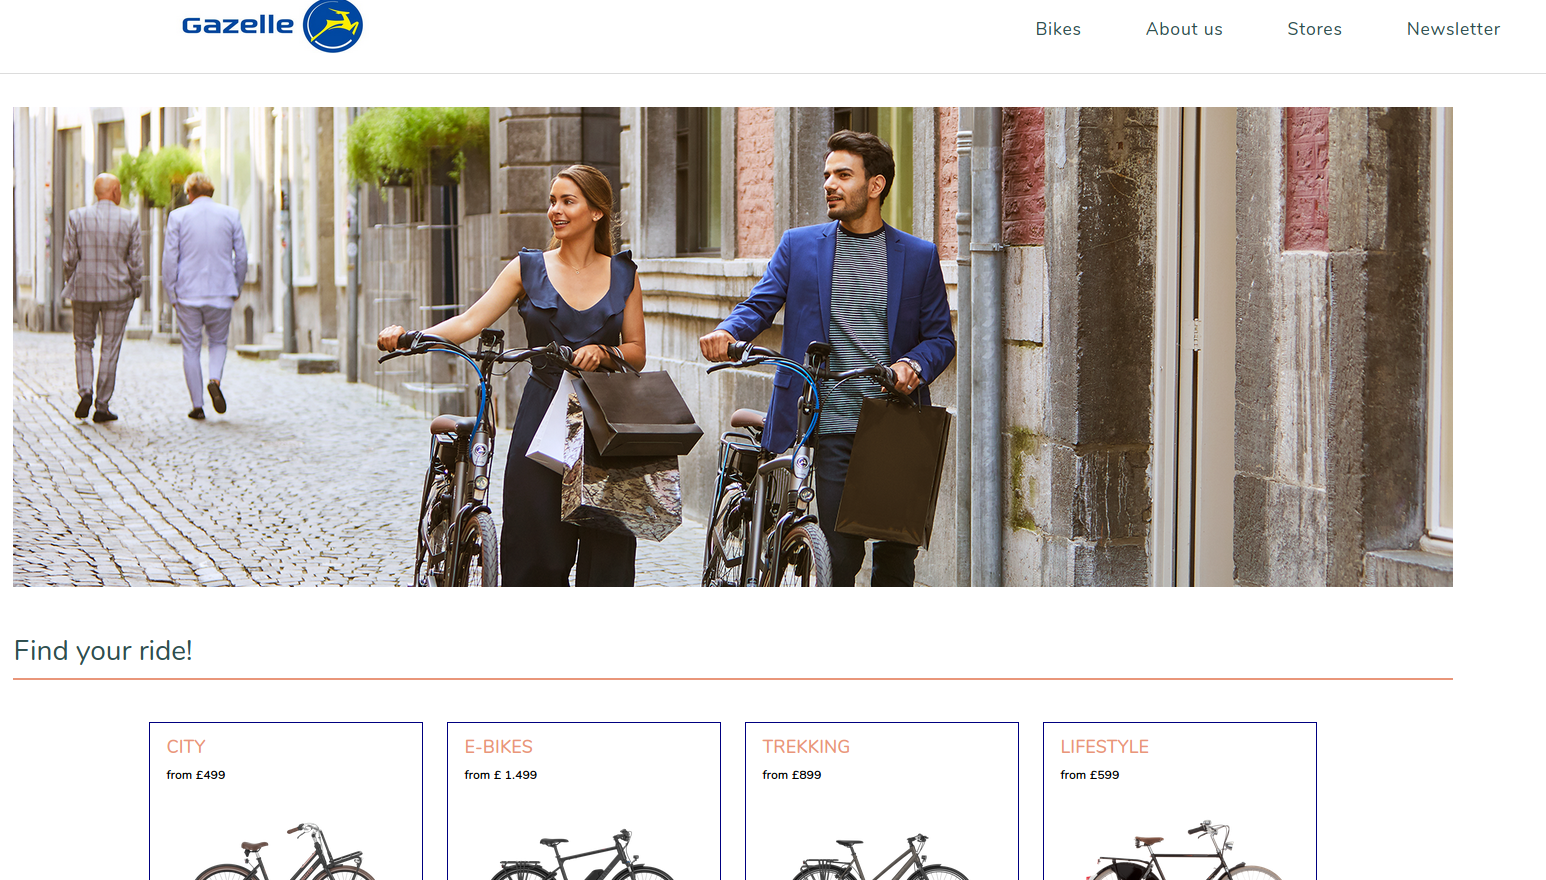 Gazelle
Bikes About us Stores Newsletter
Find your ride!
CITY
from £499
E-BIKES
from £ 1.499
TREKKING
from £899
LIFESTYLE
from £599